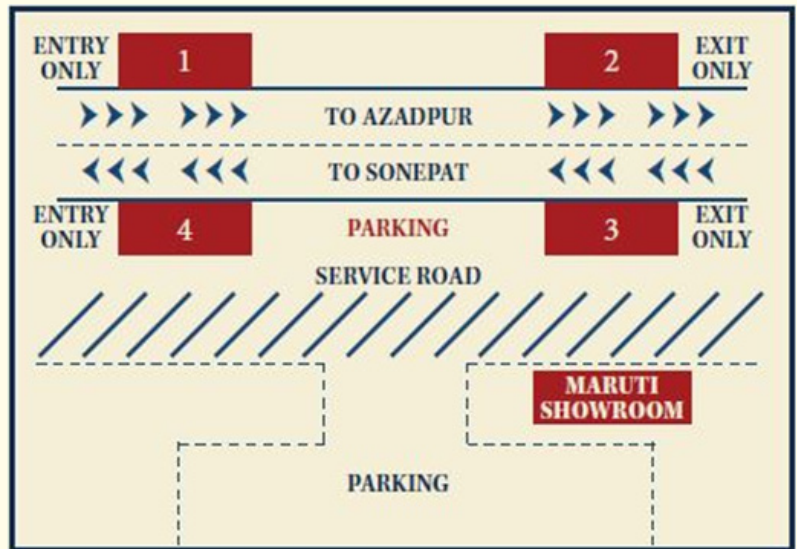 ENTRY
ONLY
1
2
EXIT
ONLY
TO AZADPUR
TO SONEPAT
ENTRY
ONLY
4
PARKING
3
EXIT
ONLY
SERVICE ROAD
MARUTI
SHOWROOM
PARKING